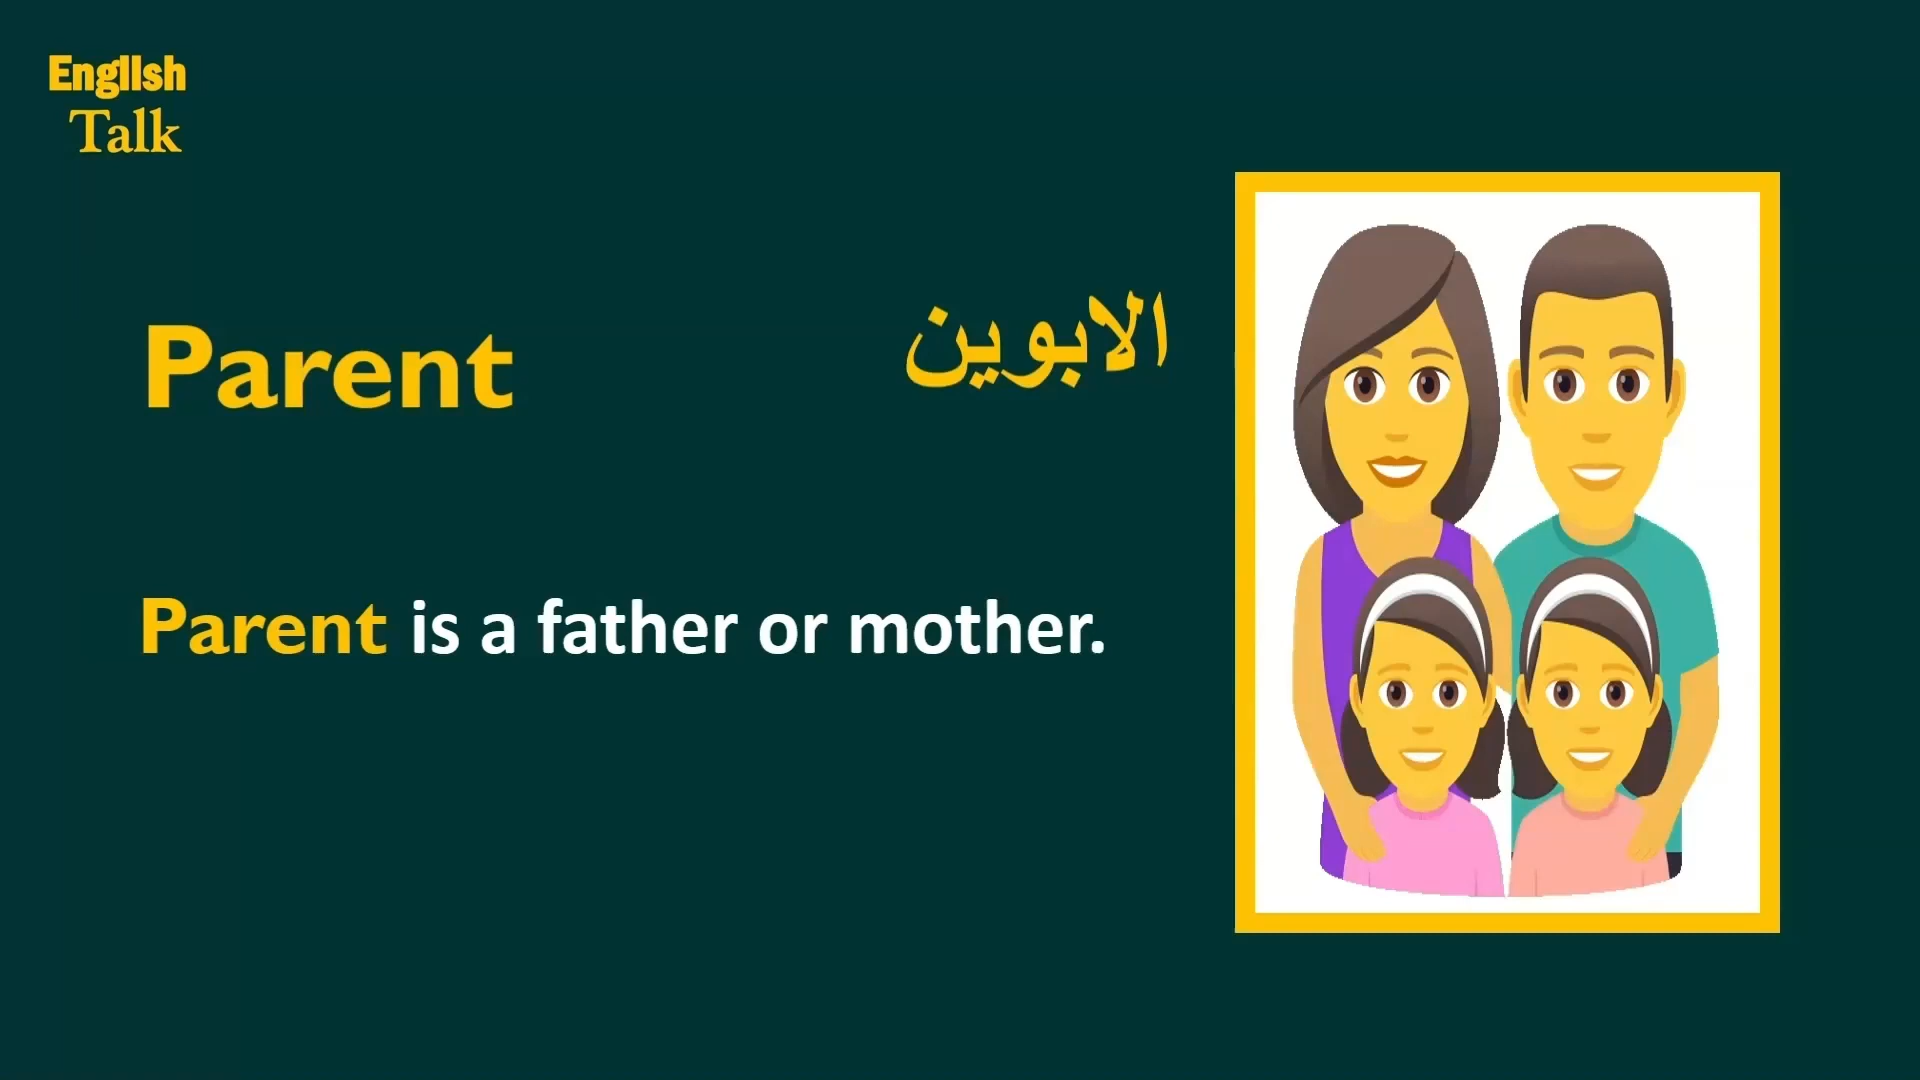 English
Talk
Parent
الابوين
Parent is a father or mother.